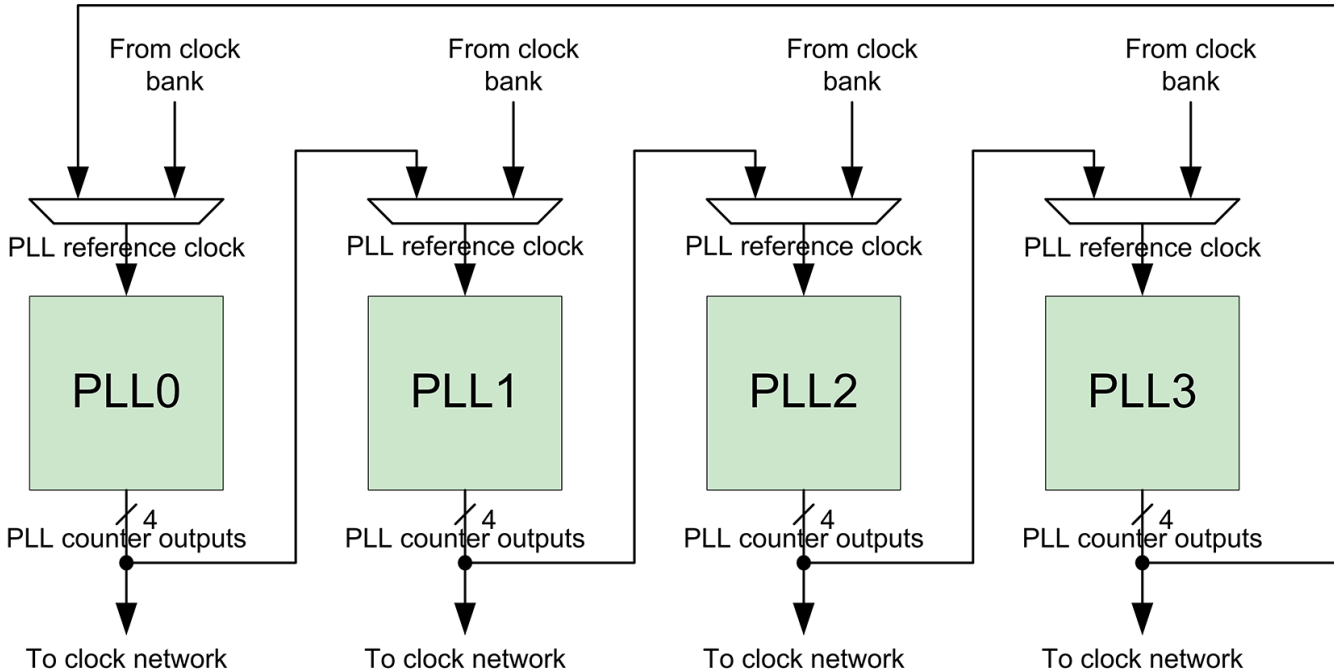 From clock
bank
From clock
bank
From clock
bank
From clock
bank
PLL reference clock
PLL reference clock
PLL reference clock
PLL reference clock
PLL0
PLL1
PLL2
PLL3
4
4
4
4
PLL counter outputs
PLL counter outputs
PLL counter outputs
PLL counter outputs
To clock network
To clock network
To clock network
To clock network